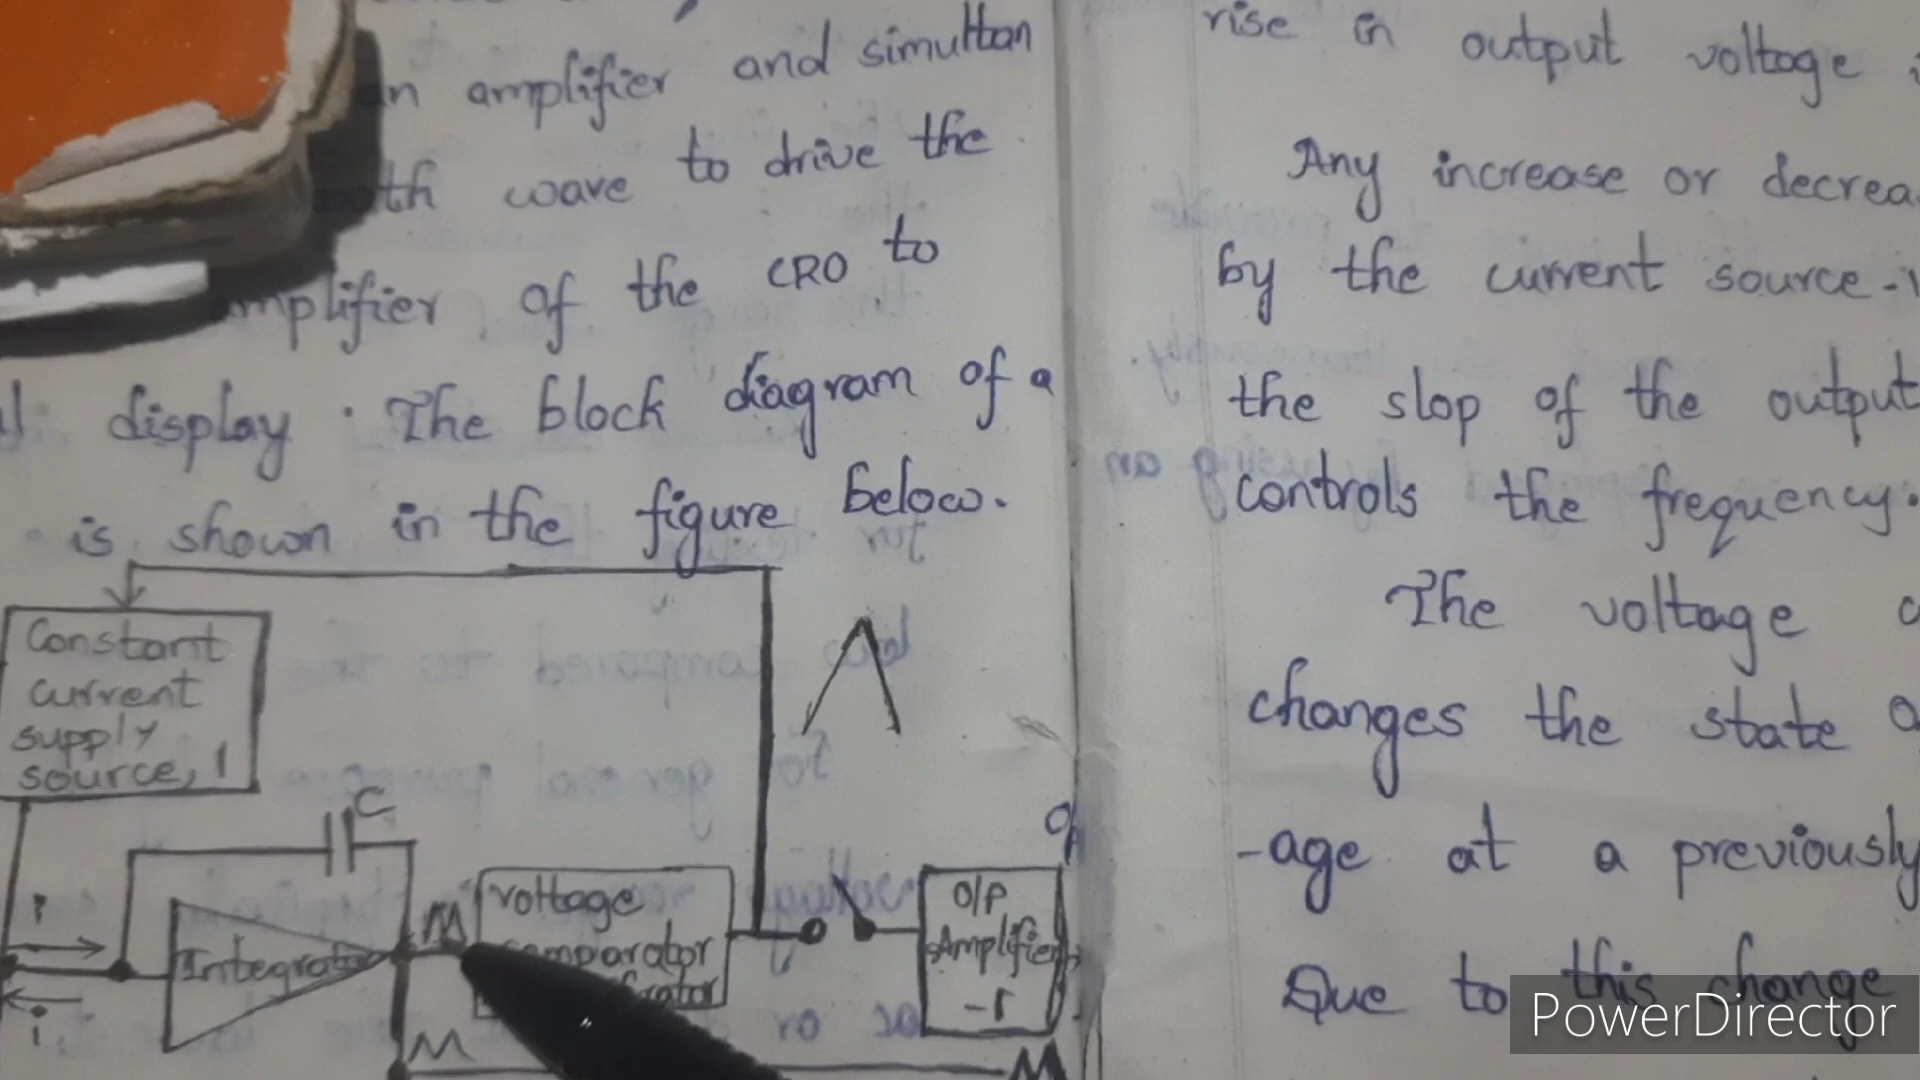 an amplifier and simultan
wave to drive the
amplifier of the CRO to
display. The block diagram of a
is shown in the figure below.
Constant
current
supply
source, I
C
i
Integrator
voltage
comparator
O/P
Amplifier
-I
rise in output voltage
Any increase or decrea
by the current source-
the slop of the output
controls the frequency.
The voltage
changes the state
-age at a previously
Due to this change
PowerDirector